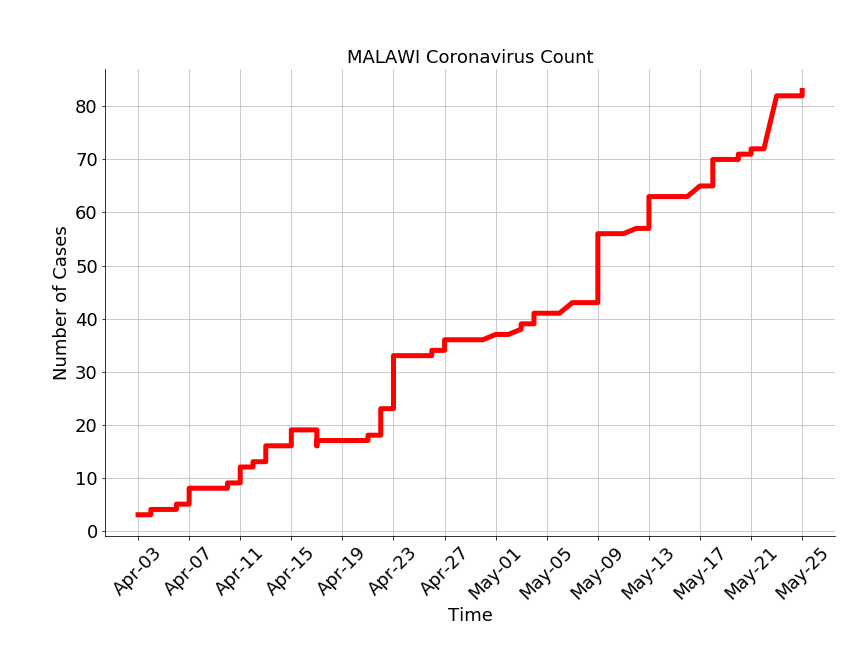 MALAWI Coronavirus Count
Number of Cases
80
70
60
50
40
30
20
10
0
Apr-03
Apr-07
Apr-11
Apr-15
Apr-19
Apr-23
Apr-27
May-01
May-05
May-09
May-13
May-17
May-21
May-25
Time